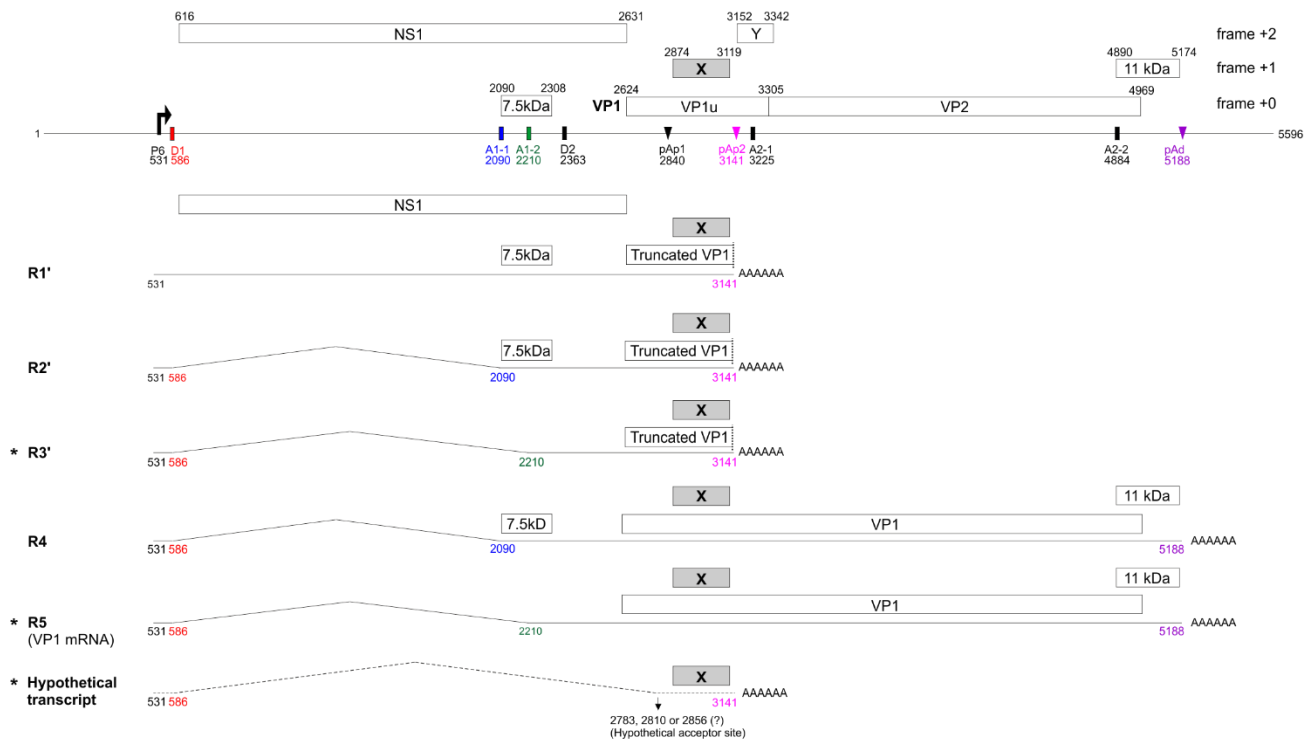 616 2631 3152 3342
NS1 Y frame +2
2874 3119 4890 5174
X 11 kDa frame +1
2090 2308 2624 3305 4969
7.5kDa VP1 VP1u VP2 frame +0
1 5596
P6 D1 A1-1 A1-2 D2 pAp1 pAp2 A2-1 A2-2 pAd
531 586 2090 2210 2363 2840 3141 3225 4884 5188
NS1
X
7.5kDa Truncated VP1
R1' AAAAAA
531 3141
X
7.5kDa Truncated VP1
R2' AAAAAA
531 586 2090 3141
X
Truncated VP1
* R3' AAAAAA
531 586 2210 3141
X 11 kDa
7.5kD VP1
R4 AAAAAA
531 586 2090 5188
X 11 kDa
VP1
* R5 AAAAAA
(VP1 mRNA) 531 586 2210 5188
X
* Hypothetical AAAAAA
transcript 531 586 3141
2783, 2810 or 2856 (?)
(Hypothetical acceptor site)